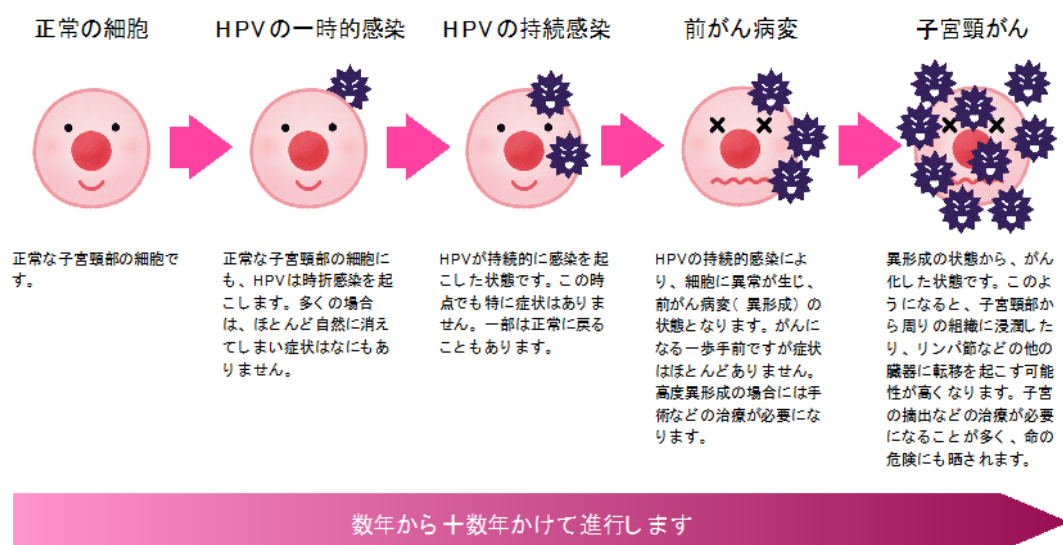 正常の細胞
HPVの一時的感染
HPVの持続感染
前がん病変
子宮頸がん
正常な子宮頸部の細胞で
す。
正常な子宮頸部の細胞に
も、HPVは時折感染を起
こします。多くの場合
は、ほとんど自然に消え
てしまい症状はなにもあ
りません。
HPVが持続的に感染を起
こした状態です。この時
点でも特に症状はありま
せん。一部は正常に戻る
こともあります。
HPVの持続的感染によ
り、細胞に異常が生じ、
前がん病変(異形成)の
状態となります。がんに
なる一歩手前ですが症状
はほとんどありません。
高度異形成の場合には手
術などの治療が必要にな
ります。
異形成の状態から、がん
化した状態です。このよ
うになると、子宮頸部か
ら周りの組織に浸潤した
り、リンパ節などの他の
臓器に転移を起こす可能
性が高くなります。子宮
の摘出などの治療が必要
になることが多く、命の
危険にも晒されます。
数年から十数年かけて進行します